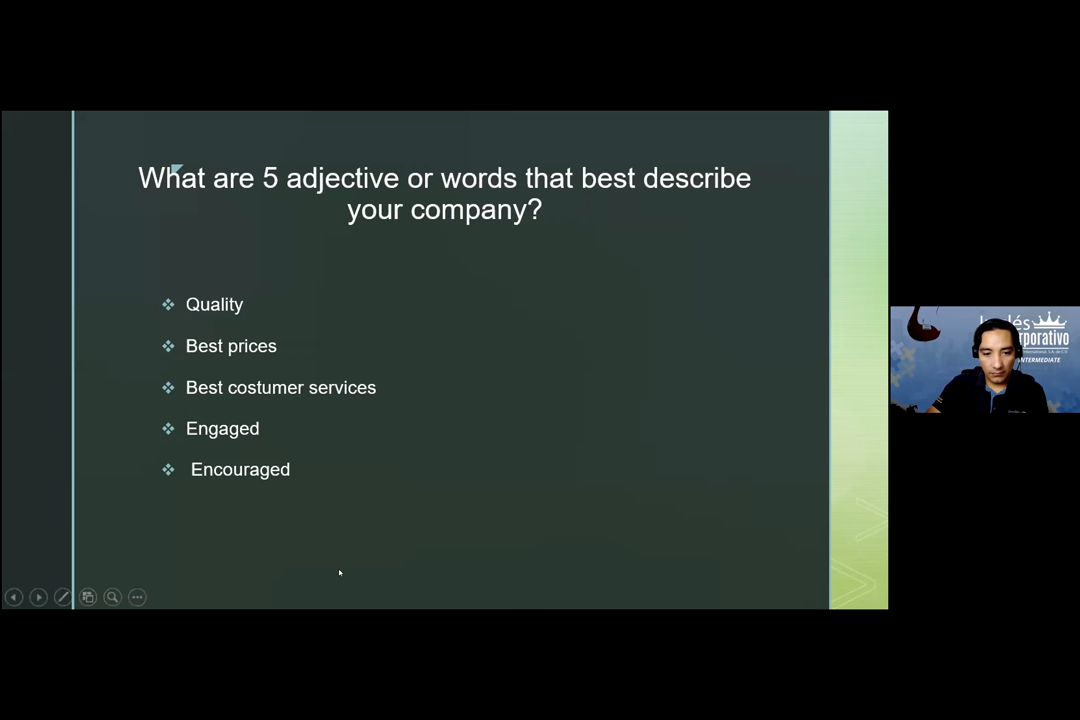 What are 5 adjective or words that best describe
your company?
Quality
Best prices
Best costumer services
Engaged
Encouraged
INTERMEDIATE